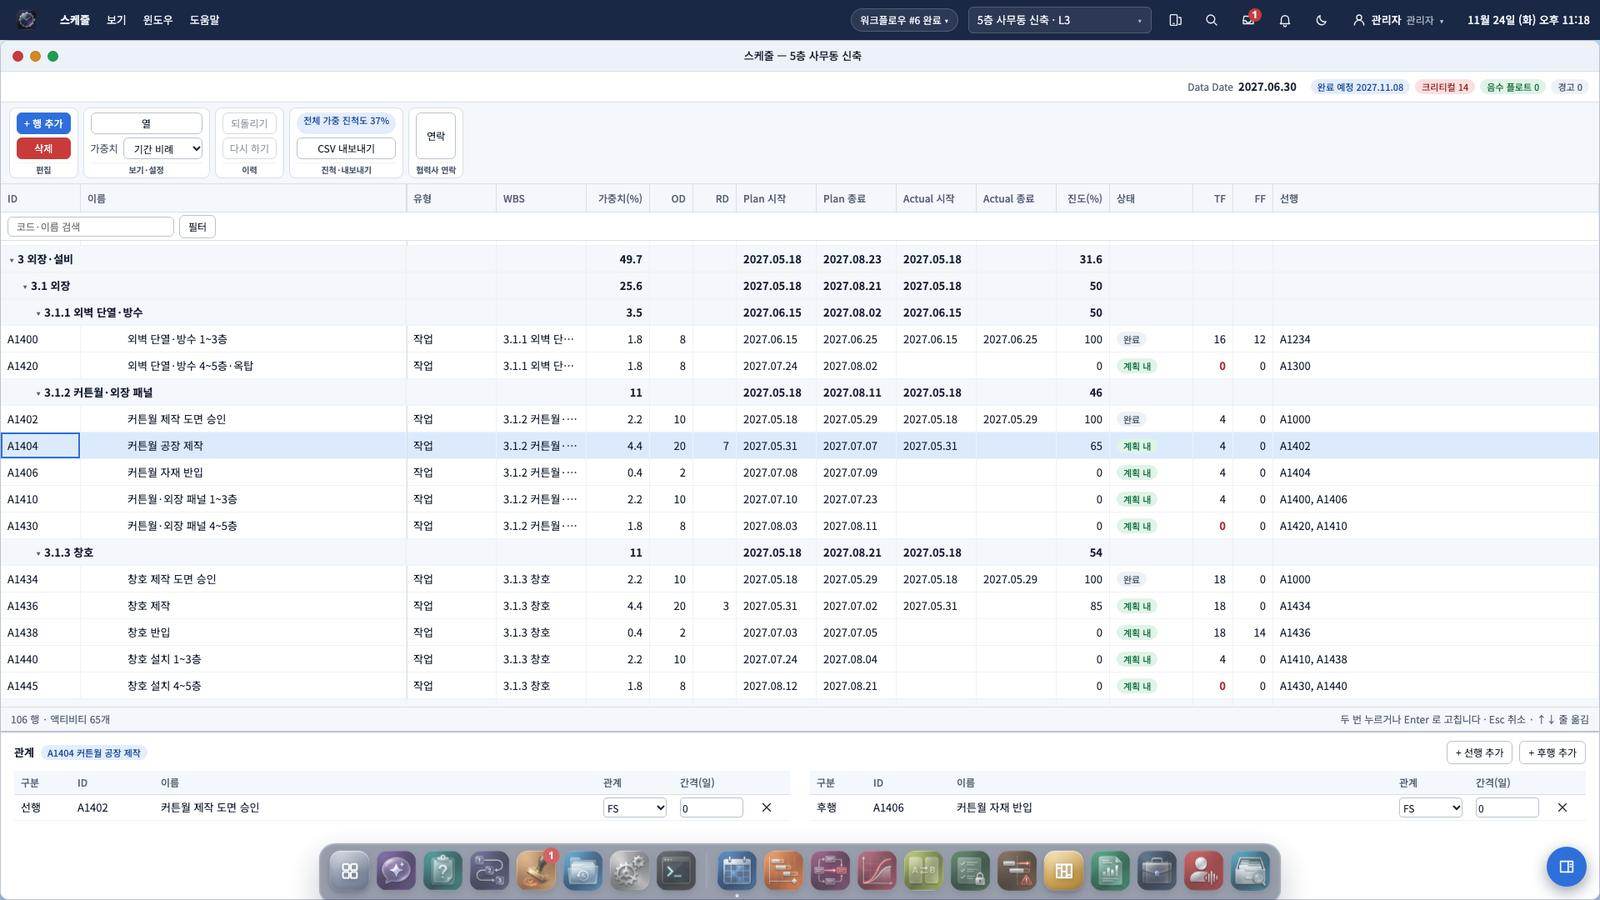 스케줄 보기 윈도우 도움말 워크플로우 #6 완료 ▾ 5층 사무동 신축 · L3 ▾ 1 관리자 관리자 ▾ 11월 24일 (화) 오후 11:18
스케줄 — 5층 사무동 신축
Data Date 2027.06.30 완료 예정 2027.11.08 크리티컬 14 음수 플로트 0 경고 0
+ 행 추가 열 되돌리기 전체 가중 진척도 37% 연락
삭제 가중치 기간 비례 다시 하기 CSV 내보내기
편집 보기·설정 이력 진척·내보내기 협력사 연락
ID 이름 유형 WBS 가중치(%) OD RD Plan 시작 Plan 종료 Actual 시작 Actual 종료 진도(%) 상태 TF FF 선행
코드·이름 검색 필터
▾ 3 외장·설비 49.7 2027.05.18 2027.08.23 2027.05.18 31.6
▾ 3.1 외장 25.6 2027.05.18 2027.08.21 2027.05.18 50
▾ 3.1.1 외벽 단열·방수 3.5 2027.06.15 2027.08.02 2027.06.15 50
A1400 외벽 단열·방수 1~3층 작업 3.1.1 외벽 단… 1.8 8 2027.06.15 2027.06.25 2027.06.15 2027.06.25 100 완료 16 12 A1234
A1420 외벽 단열·방수 4~5층·옥탑 작업 3.1.1 외벽 단… 1.8 8 2027.07.24 2027.08.02 0 계획 내 0 0 A1300
▾ 3.1.2 커튼월·외장 패널 11 2027.05.18 2027.08.11 2027.05.18 46
A1402 커튼월 제작 도면 승인 작업 3.1.2 커튼월·… 2.2 10 2027.05.18 2027.05.29 2027.05.18 2027.05.29 100 완료 4 0 A1000
A1404 커튼월 공장 제작 작업 3.1.2 커튼월·… 4.4 20 7 2027.05.31 2027.07.07 2027.05.31 65 계획 내 4 0 A1402
A1406 커튼월 자재 반입 작업 3.1.2 커튼월·… 0.4 2 2027.07.08 2027.07.09 0 계획 내 4 0 A1404
A1410 커튼월·외장 패널 1~3층 작업 3.1.2 커튼월·… 2.2 10 2027.07.10 2027.07.23 0 계획 내 4 0 A1400, A1406
A1430 커튼월·외장 패널 4~5층 작업 3.1.2 커튼월·… 1.8 8 2027.08.03 2027.08.11 0 계획 내 0 0 A1420, A1410
▾ 3.1.3 창호 11 2027.05.18 2027.08.21 2027.05.18 54
A1434 창호 제작 도면 승인 작업 3.1.3 창호 2.2 10 2027.05.18 2027.05.29 2027.05.18 2027.05.29 100 완료 18 0 A1000
A1436 창호 제작 작업 3.1.3 창호 4.4 20 3 2027.05.31 2027.07.02 2027.05.31 85 계획 내 18 0 A1434
A1438 창호 반입 작업 3.1.3 창호 0.4 2 2027.07.03 2027.07.05 0 계획 내 18 14 A1436
A1440 창호 설치 1~3층 작업 3.1.3 창호 2.2 10 2027.07.24 2027.08.04 0 계획 내 4 0 A1410, A1438
A1445 창호 설치 4~5층 작업 3.1.3 창호 1.8 8 2027.08.12 2027.08.21 0 계획 내 0 0 A1430, A1440
106 행 · 액티비티 65개 두 번 누르거나 Enter 로 고칩니다 · Esc 취소 · ↑↓ 줄 옮김
관계 A1404 커튼월 공장 제작 + 선행 추가 + 후행 추가
구분 ID 이름 관계 간격(일) 구분 ID 이름 관계 간격(일)
선행 A1402 커튼월 제작 도면 승인 FS 0 × 후행 A1406 커튼월 자재 반입 FS 0 ×
1
A B